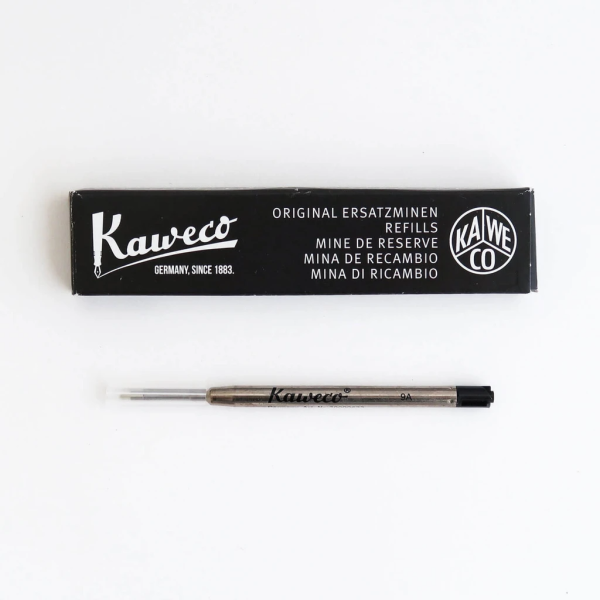 Kaweco
GERMANY, SINCE 1883.
ORIGINAL ERSATZMINEN
REFILLS
MINE DE RESERVE
MINA DE RECAMBIO
MINA DI RICAMBIO
KA WE
CO
Kaweco®
9A